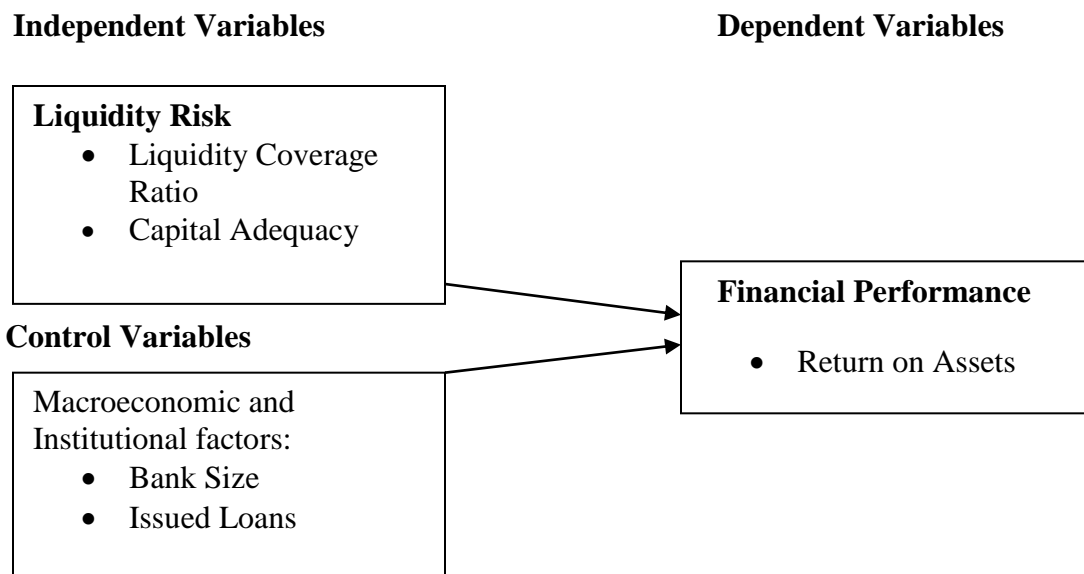 Independent Variables
Dependent Variables
Liquidity Risk
• Liquidity Coverage
Ratio
• Capital Adequacy
Financial Performance
• Return on Assets
Control Variables
Macroeconomic and
Institutional factors:
• Bank Size
• Issued Loans